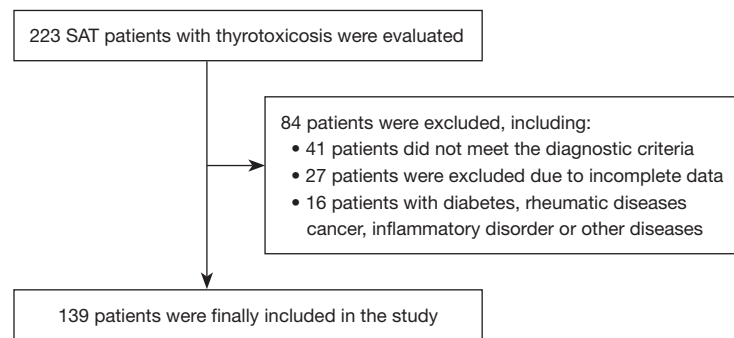 223 SAT patients with thyrotoxicosis were evaluated
84 patients were excluded, including:
• 41 patients did not meet the diagnostic criteria
• 27 patients were excluded due to incomplete data
• 16 patients with diabetes, rheumatic diseases
cancer, inflammatory disorder or other diseases
139 patients were finally included in the study